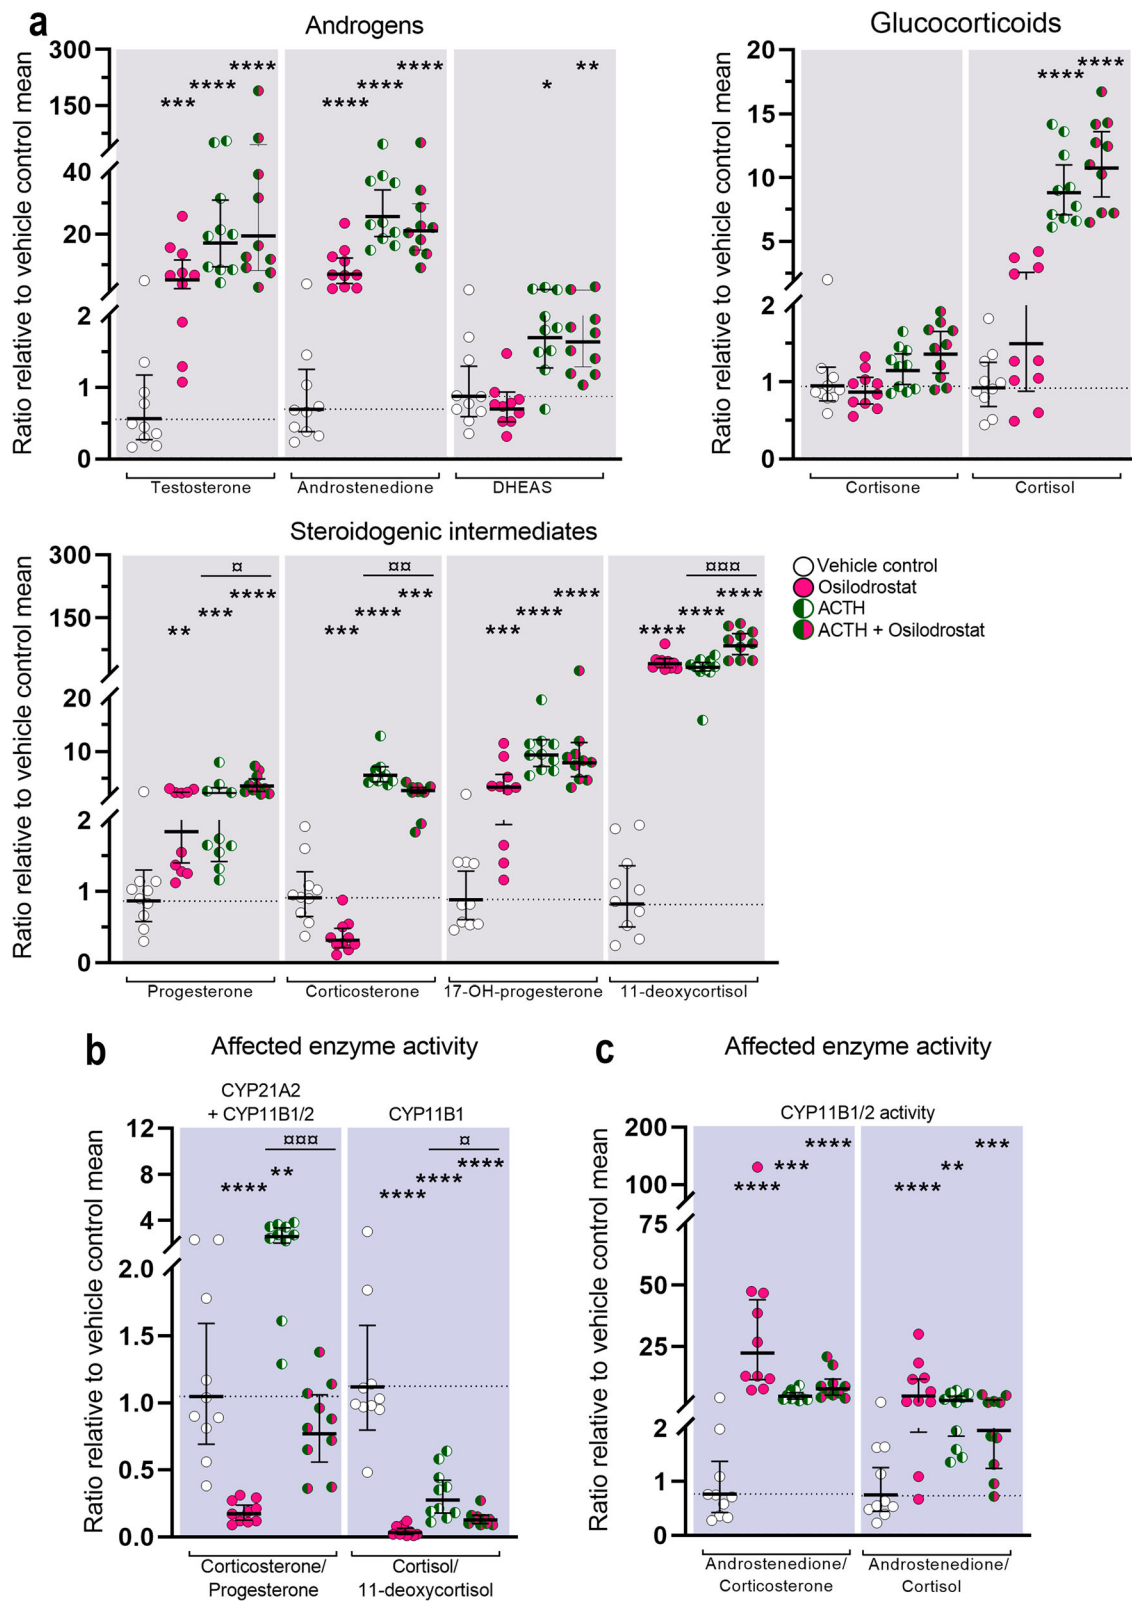 a
Androgens
Ratio relative to vehicle control mean
300
150
40
20
2
1
0
***
****
****
****
****
****
*
**
Testosterone
Androstenedione
DHEAS
Glucocorticoids
Ratio relative to vehicle control mean
20
15
10
5
2
1
0
****
****
Cortisone
Cortisol
Steroidogenic intermediates
Ratio relative to vehicle control mean
300
150
20
10
2
1
0
¤
**
***
****
¤¤
***
****
***
***
****
****
¤¤¤
****
****
****
Progesterone
Corticosterone
17-OH-progesterone
11-deoxycortisol
Vehicle control
Osilodrostat
ACTH
ACTH + Osilodrostat
b
Affected enzyme activity
CYP21A2
+ CYP11B1/2
CYP11B1
Ratio relative to vehicle control mean
12
8
4
2.0
1.5
1.0
0.5
0.0
¤¤¤
****
**
¤
****
****
****
Corticosterone/
Progesterone
Cortisol/
11-deoxycortisol
c
Affected enzyme activity
CYP11B1/2 activity
Ratio relative to vehicle control mean
200
100
75
50
25
2
1
0
****
***
****
****
**
***
Androstenedione/
Corticosterone
Androstenedione/
Cortisol